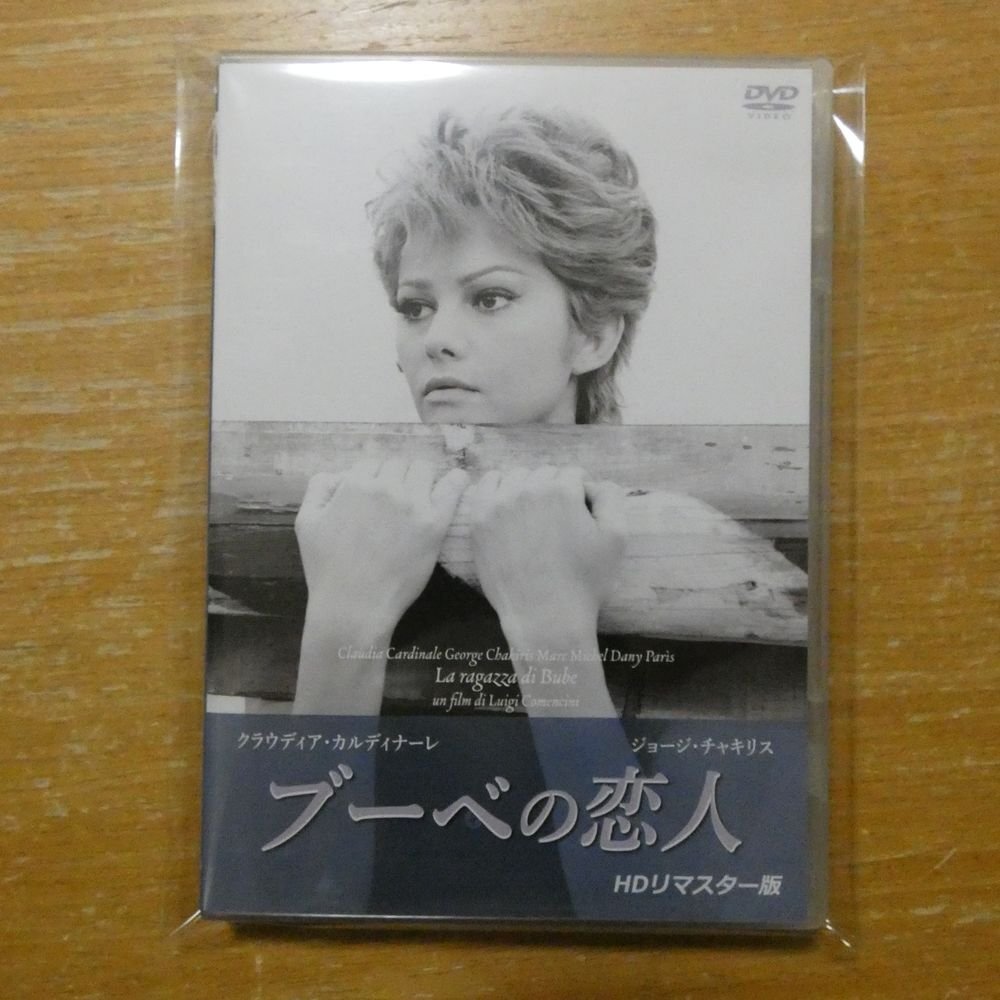 DVD
VIDEO
Claudia Cardinale George Chakiris Marc Michel Dany Paris
La ragazza di Bube
un film di Luigi Comencini
クラウディア・カルディナーレ ジョージ・チャキリス
ブーベの恋人
HDリマスター版